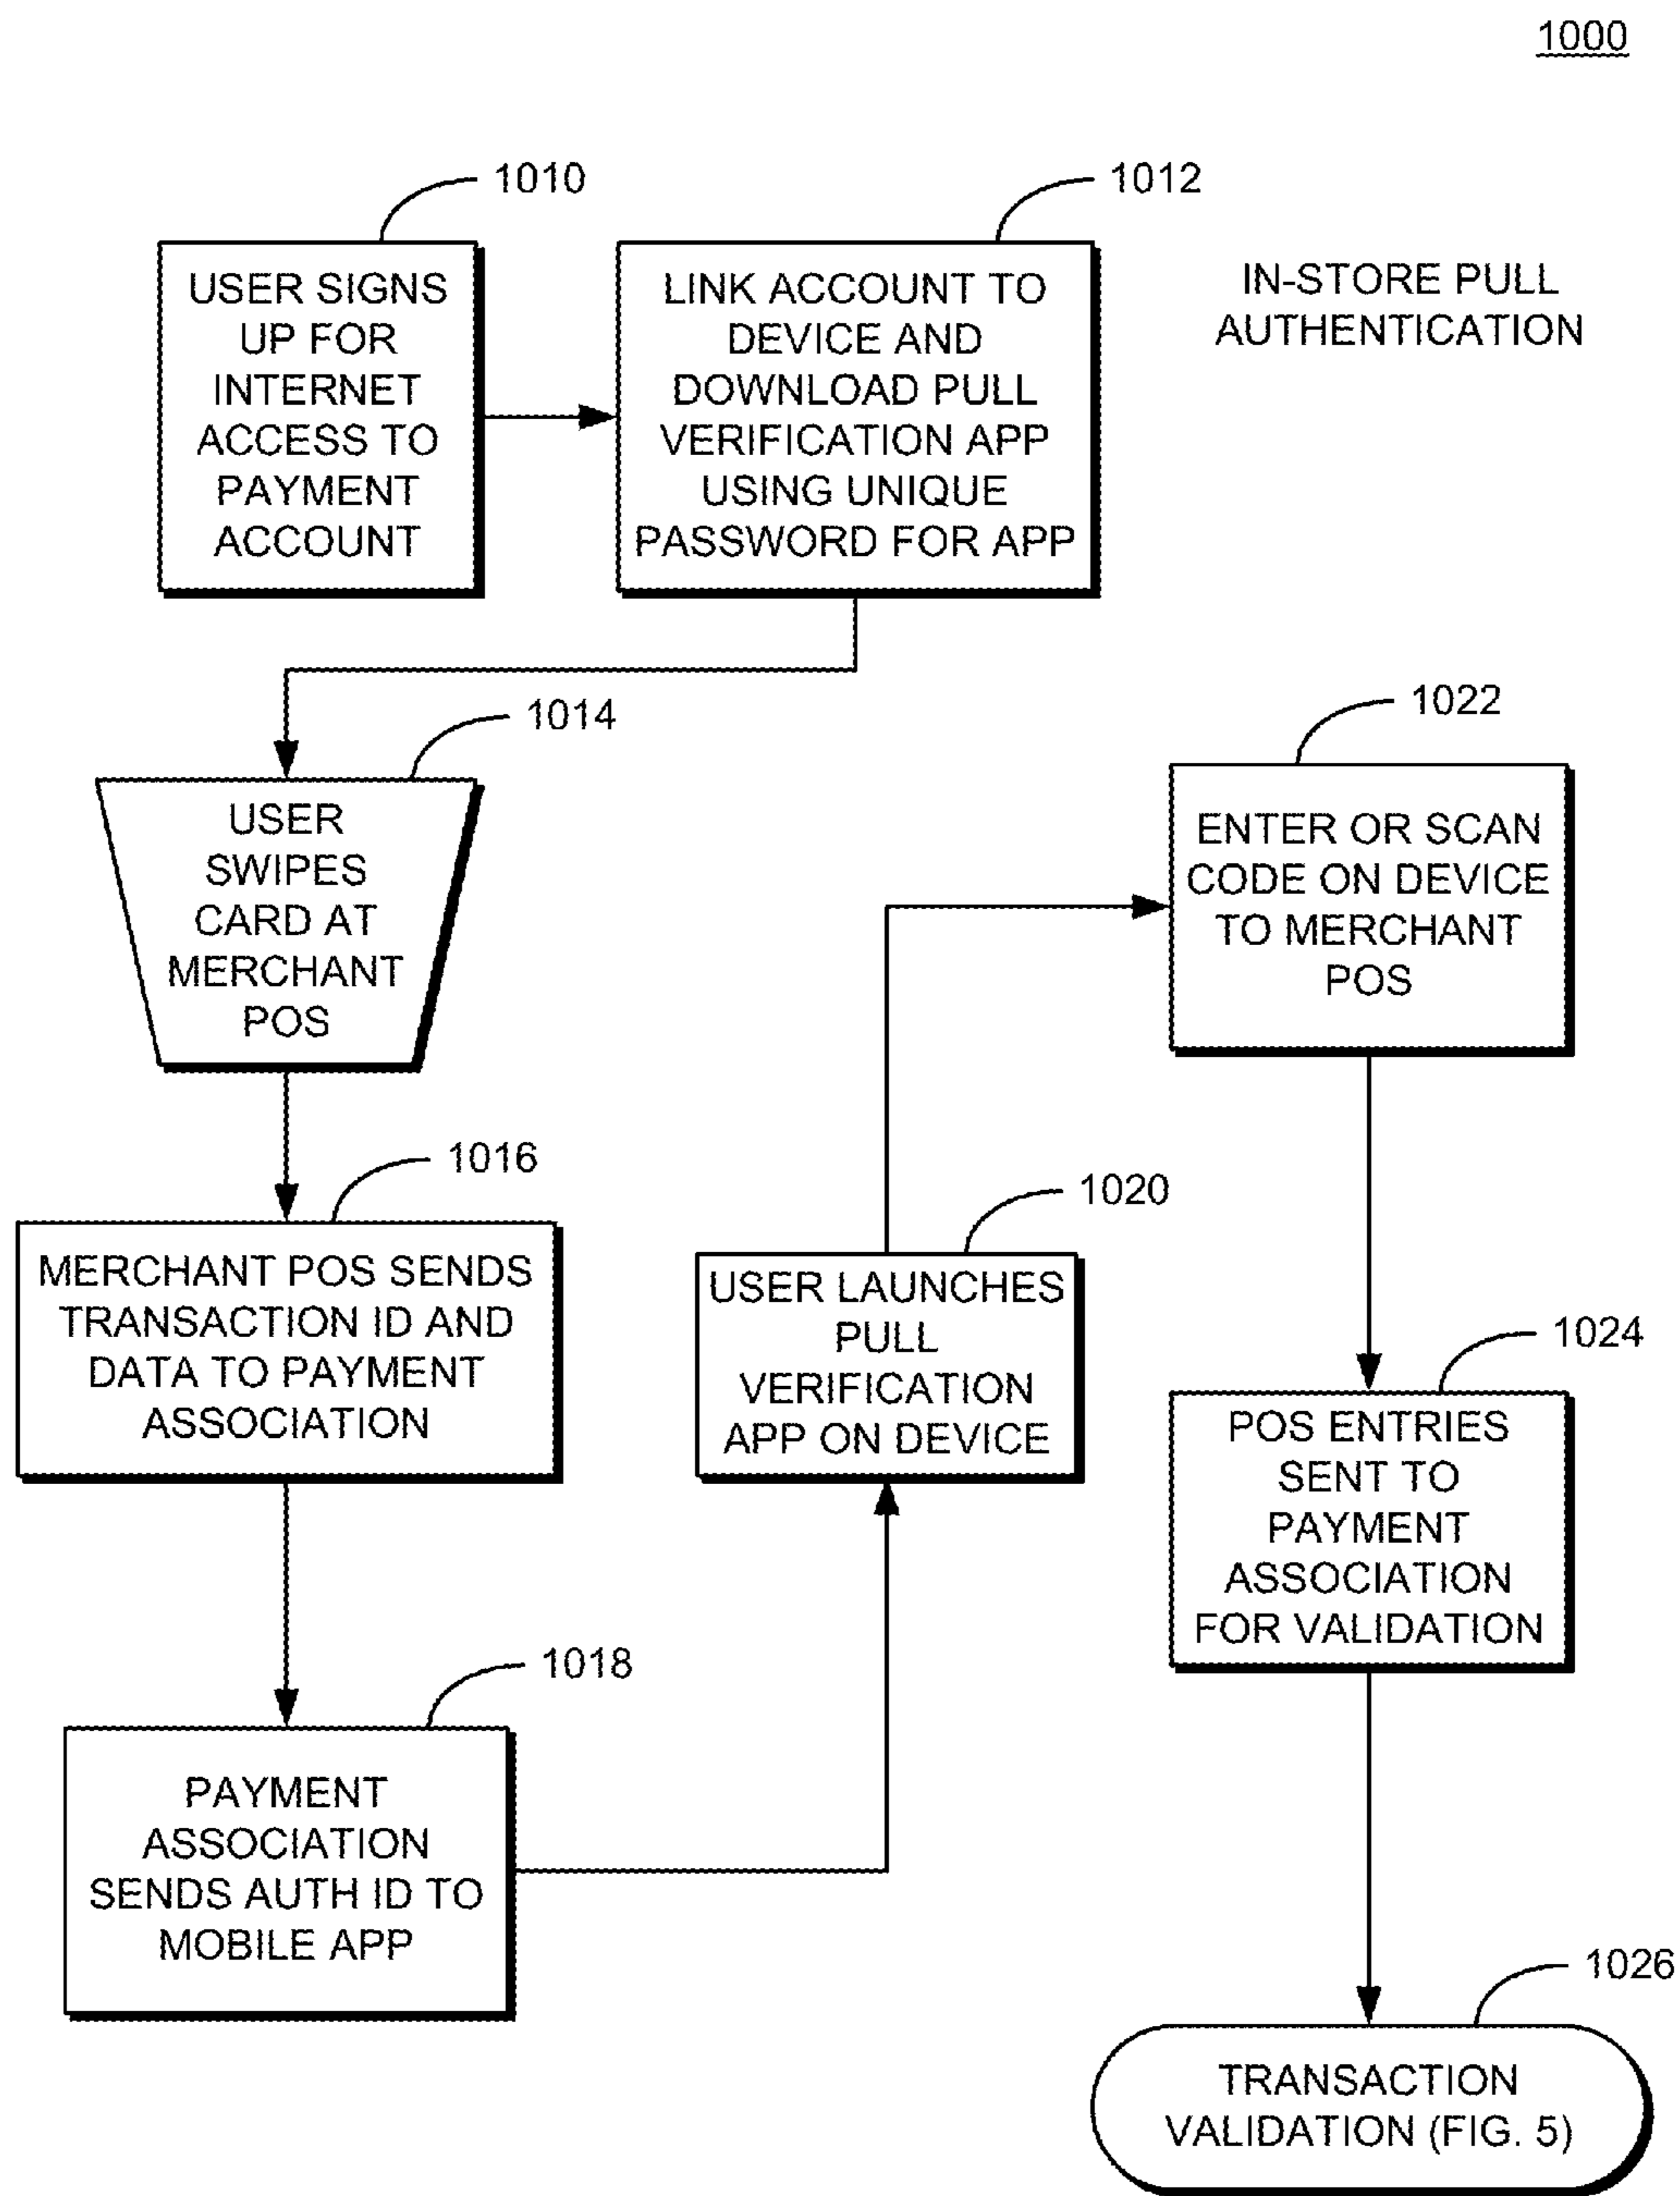 1000
1010
USER SIGNS
UP FOR
INTERNET
ACCESS TO
PAYMENT
ACCOUNT
1012
LINK ACCOUNT TO
DEVICE AND
DOWNLOAD PULL
VERIFICATION APP
USING UNIQUE
PASSWORD FOR APP
IN-STORE PULL
AUTHENTICATION
1014
USER
SWIPES
CARD AT
MERCHANT
POS
1016
MERCHANT POS SENDS
TRANSACTION ID AND
DATA TO PAYMENT
ASSOCIATION
1018
PAYMENT
ASSOCIATION
SENDS AUTH ID TO
MOBILE APP
1020
USER LAUNCHES
PULL
VERIFICATION
APP ON DEVICE
1022
ENTER OR SCAN
CODE ON DEVICE
TO MERCHANT
POS
1024
POS ENTRIES
SENT TO
PAYMENT
ASSOCIATION
FOR VALIDATION
1026
TRANSACTION
VALIDATION (FIG. 5)